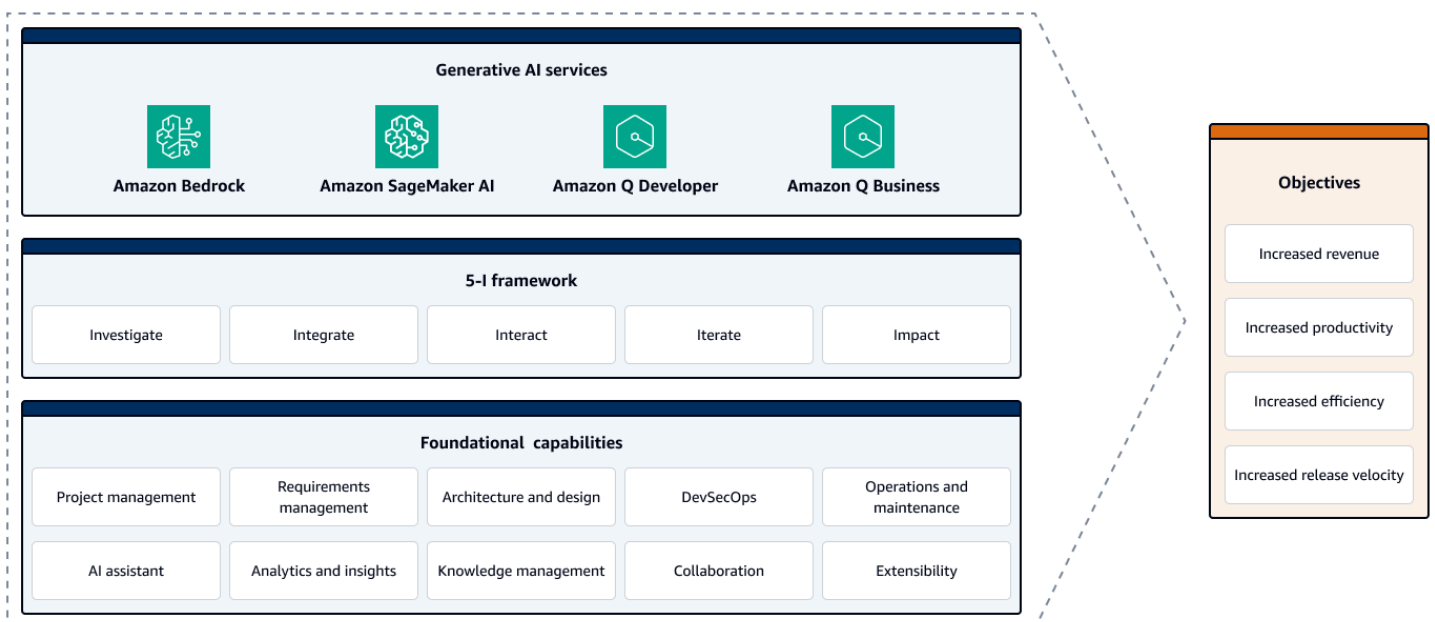 Generative AI services
Amazon Bedrock
Amazon SageMaker AI
Amazon Q Developer
Amazon Q Business
5-I framework
Investigate
Integrate
Interact
Iterate
Impact
Foundational capabilities
Project management
Requirements
management
Architecture and design
DevSecOps
Operations and
maintenance
AI assistant
Analytics and insights
Knowledge management
Collaboration
Extensibility
Objectives
Increased revenue
Increased productivity
Increased efficiency
Increased release velocity